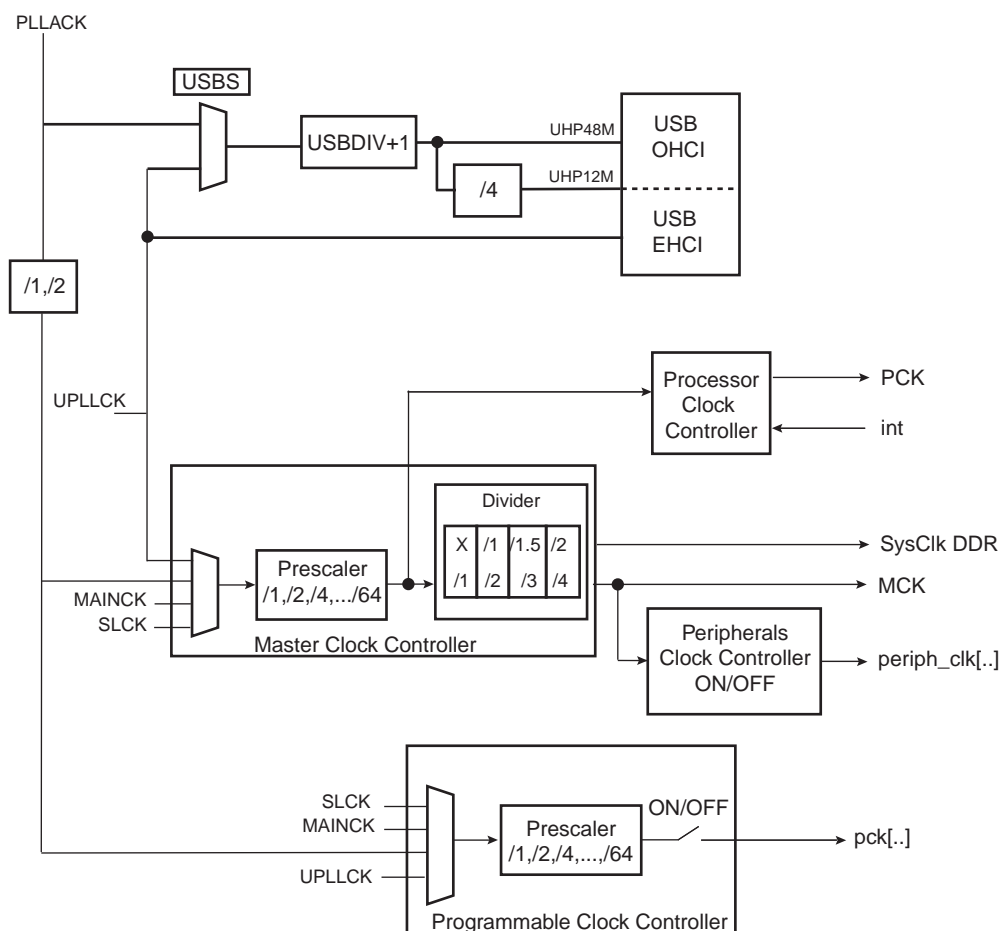 PLLACK
USBS
USBDIV+1
UHP48M
USB
OHCI
/4
UHP12M
USB
EHCI
/1,/2
UPLLCK
Processor
Clock
Controller
PCK
int
Divider
X /1 /1.5 /2
/1 /2 /3 /4
Prescaler
/1,/2,/4,.../64
MAINCK
SLCK
Master Clock Controller
SysClk DDR
MCK
Peripherals
Clock Controller
ON/OFF
periph_clk[..]
SLCK
MAINCK
UPLLCK
Prescaler
/1,/2,/4,...,/64
ON/OFF
pck[..]
Programmable Clock Controller